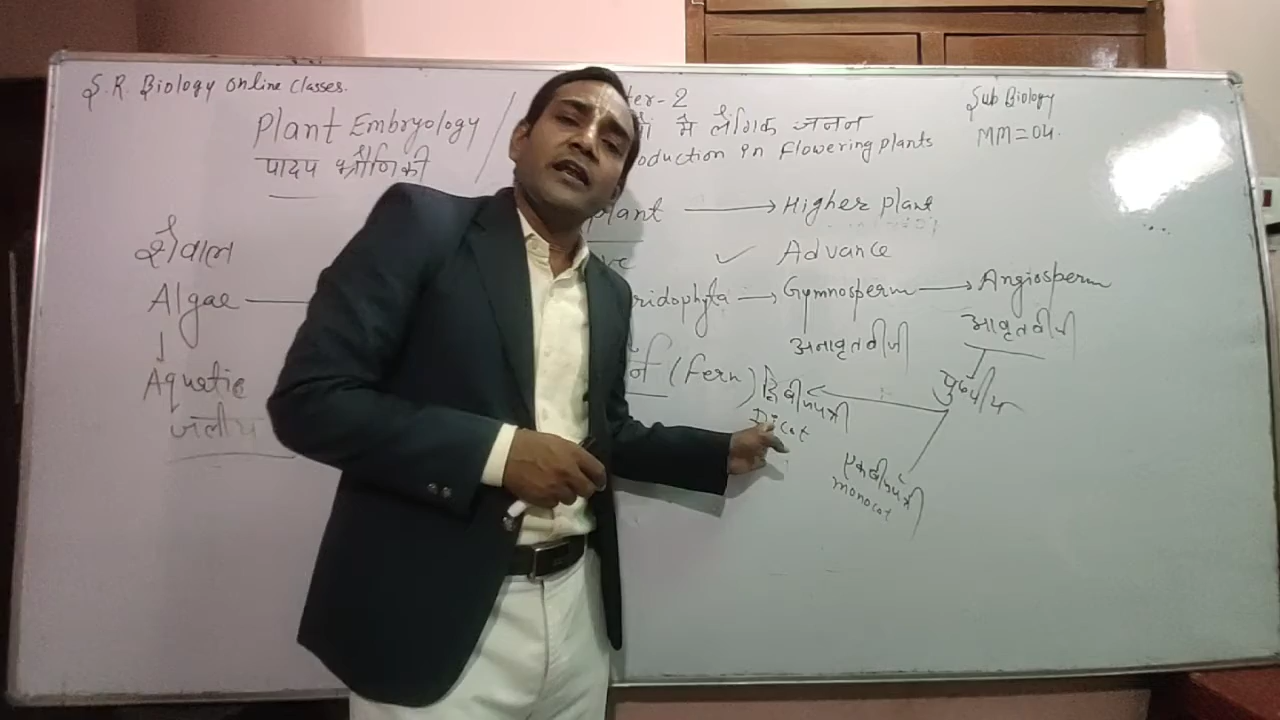 S.R. Biology Online Classes.
Plant Embryology
पादप भ्रौणिकी
ter-2
में लैंगिक जनन
oduction in Flowering plants
Sub Biology
MM = 04.
plant → Higher plant
✓ Advance
शैवाल
Algae
ridophyta → Gymnosperm → Angiosperm
अनावृतबीजी
आवृतबीजी
Aquatic
जलीय
(Fern)
द्विबीजपत्री
Dicot
पुष्पीय
एकबीजपत्री
monocot